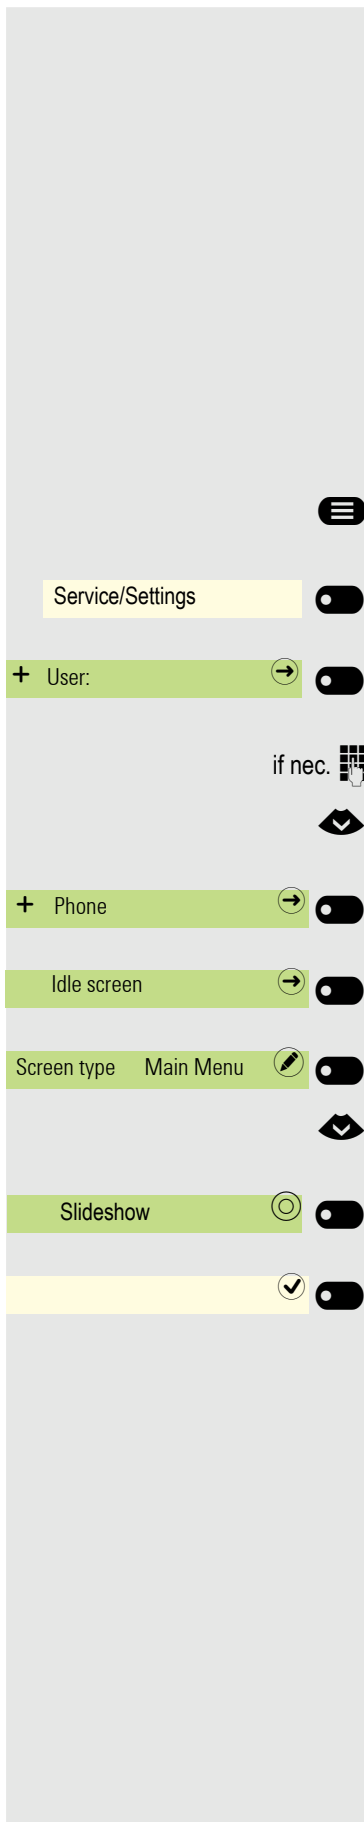 Service/Settings
+ User:
if nec.
+ Phone
Idle screen
Screen type Main Menu
Slideshow